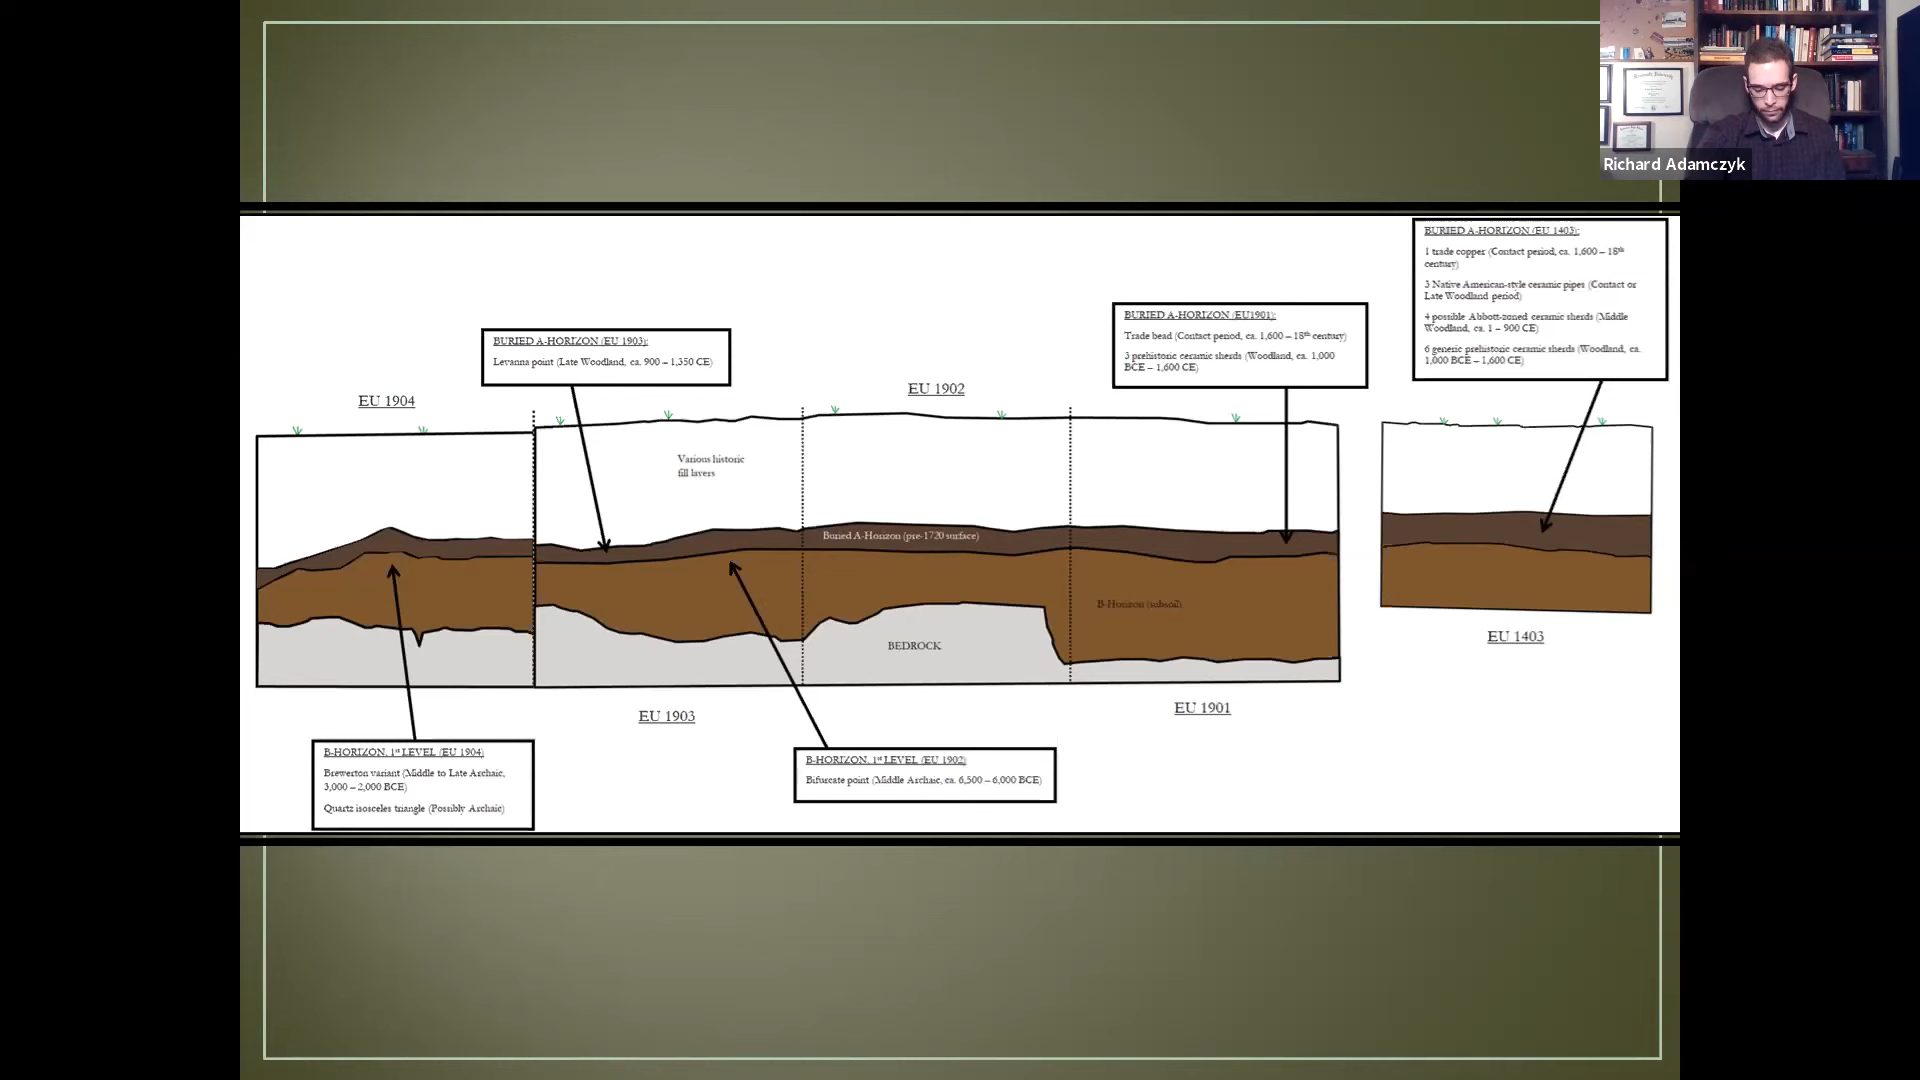 Richard Adamczyk
BURIED A-HORIZON (EU 1403):
1 trade copper (Contact period, ca. 1,600 – 18th
century)
3 Native American-style ceramic pipes (Contact or
Late Woodland period)
4 possible Abbott-zoned ceramic sherds (Middle
Woodland, ca. 1 – 900 CE)
6 generic prehistoric ceramic sherds (Woodland, ca.
1,000 BCE – 1,600 CE)
BURIED A-HORIZON (EU1901):
Trade bead (Contact period, ca. 1,600 – 18th century)
3 prehistoric ceramic sherds (Woodland, ca. 1,000
BCE – 1,600 CE)
BURIED A-HORIZON (EU 1903):
Levanna point (Late Woodland, ca. 900 – 1,350 CE)
EU 1902
EU 1904
Various historic
fill layers
Buried A-Horizon (pre-1720 surface)
B-Horizon (subsoil)
BEDROCK
EU 1403
EU 1903
EU 1901
B-HORIZON, 1st LEVEL (EU 1904)
Brewerton variant (Middle to Late Archaic,
3,000 – 2,000 BCE)
Quartz isosceles triangle (Possibly Archaic)
B-HORIZON, 1st LEVEL (EU 1902)
Bifurcate point (Middle Archaic, ca. 6,500 – 6,000 BCE)